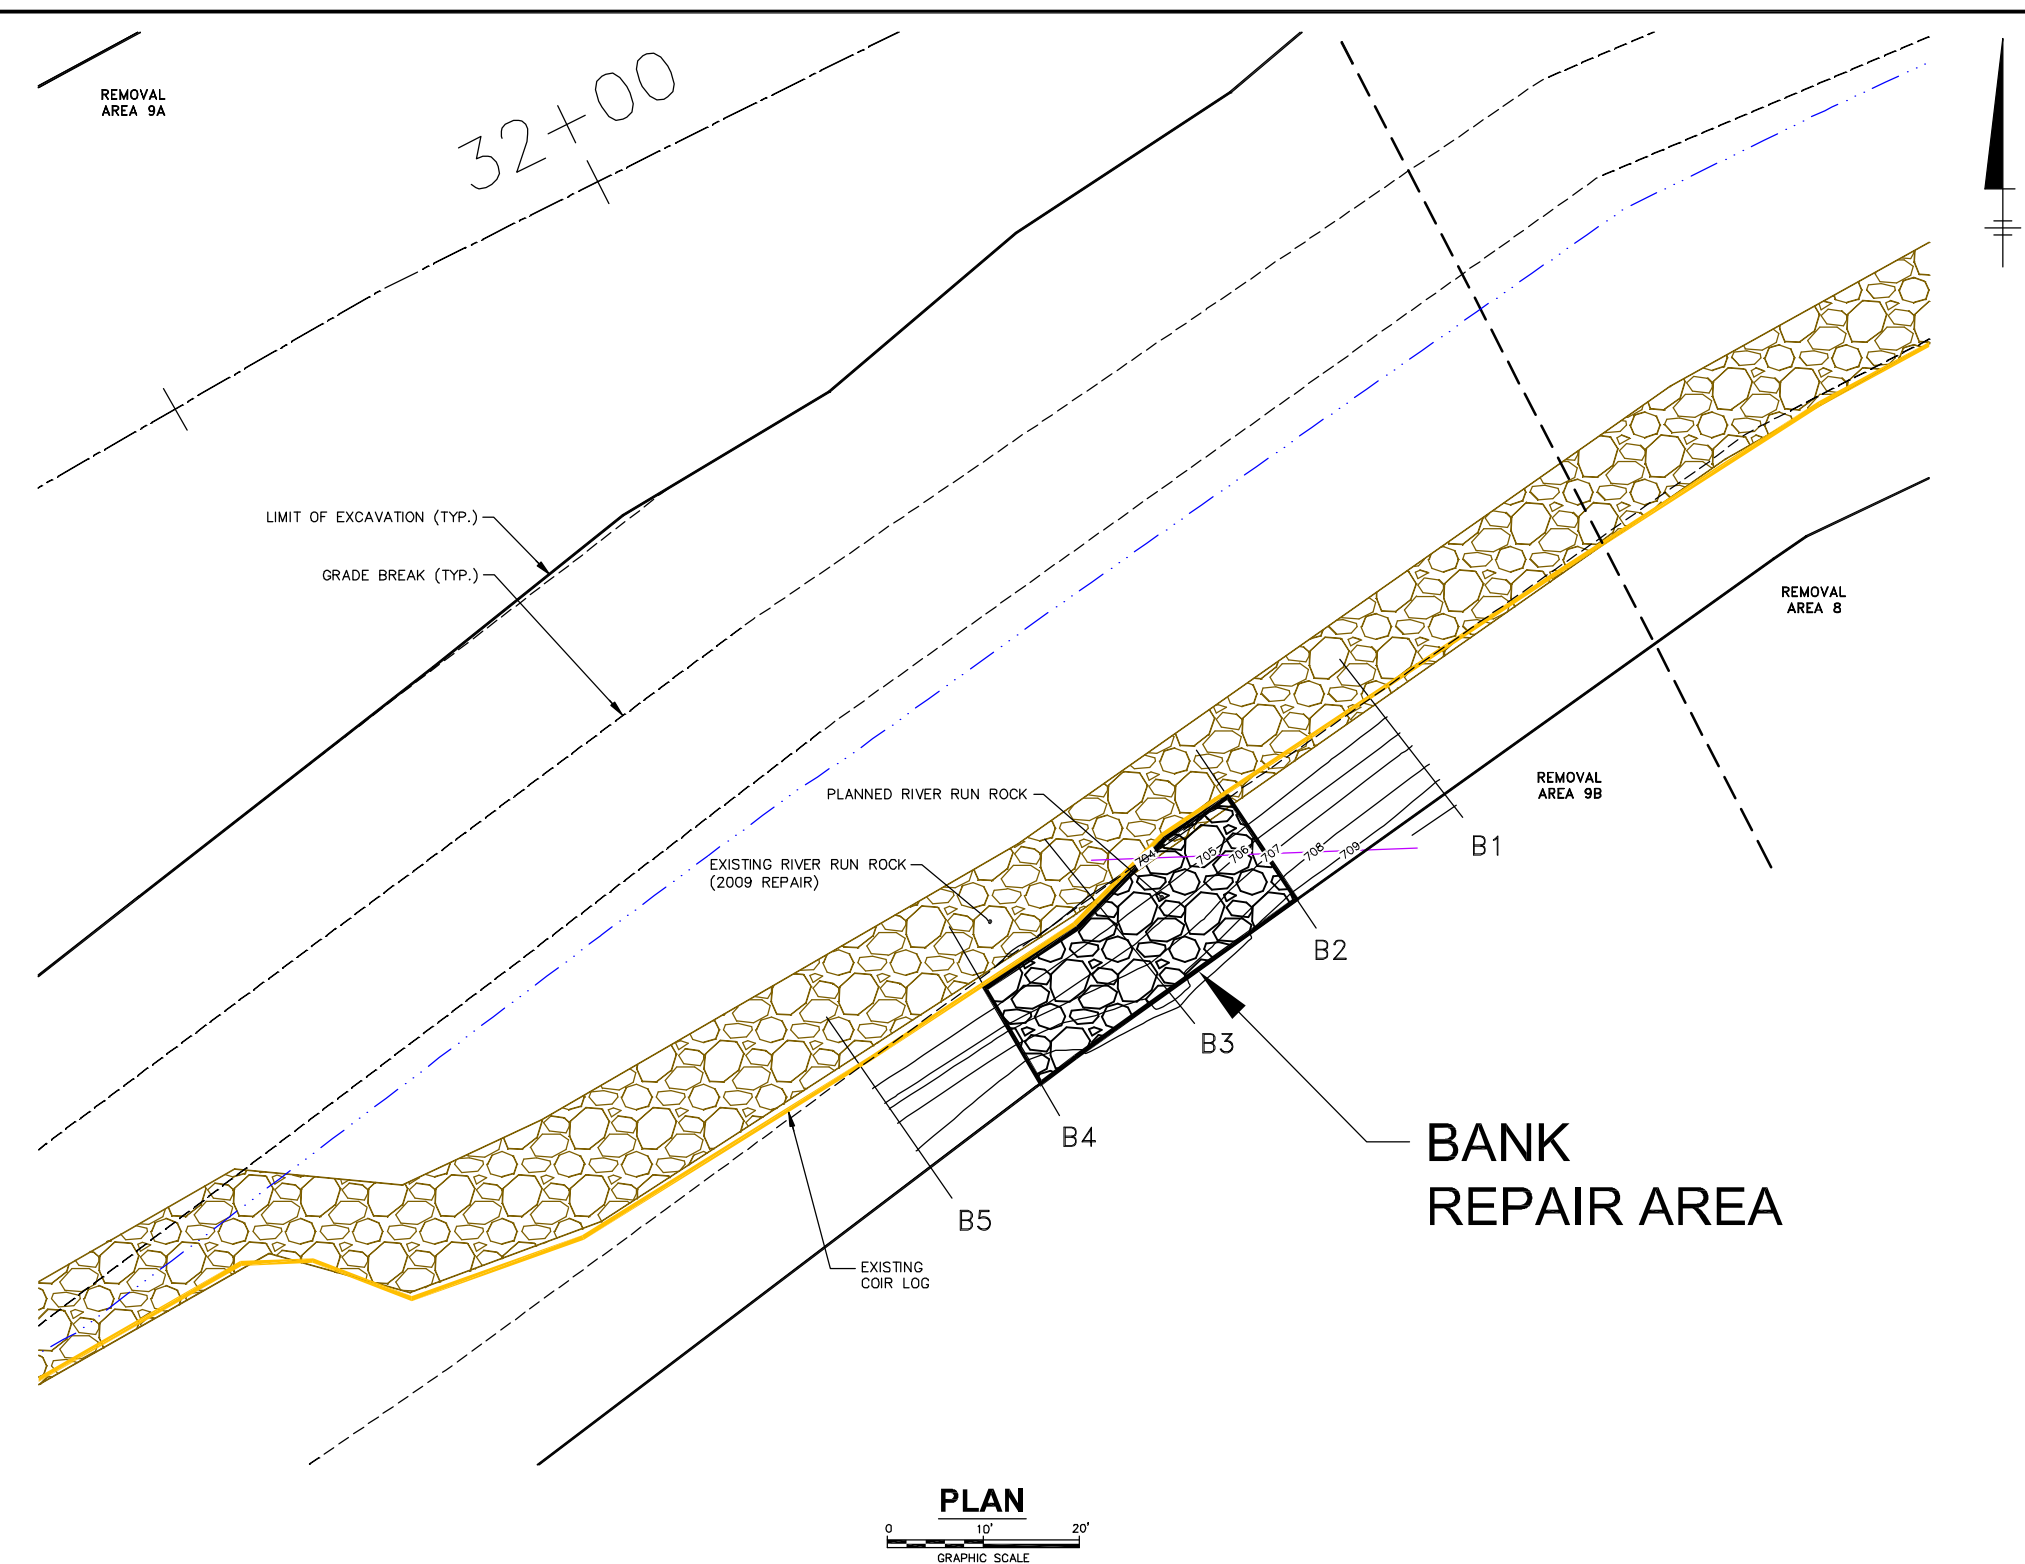 REMOVAL
AREA 9A
32+00
LIMIT OF EXCAVATION (TYP.)
GRADE BREAK (TYP.)
REMOVAL
AREA 8
REMOVAL
AREA 9B
PLANNED RIVER RUN ROCK
EXISTING RIVER RUN ROCK
(2009 REPAIR)
704
705
706
707
708
709
B1
B2
B3
B4
B5
BANK
REPAIR AREA
EXISTING
COIR LOG
PLAN
0 10' 20'
GRAPHIC SCALE